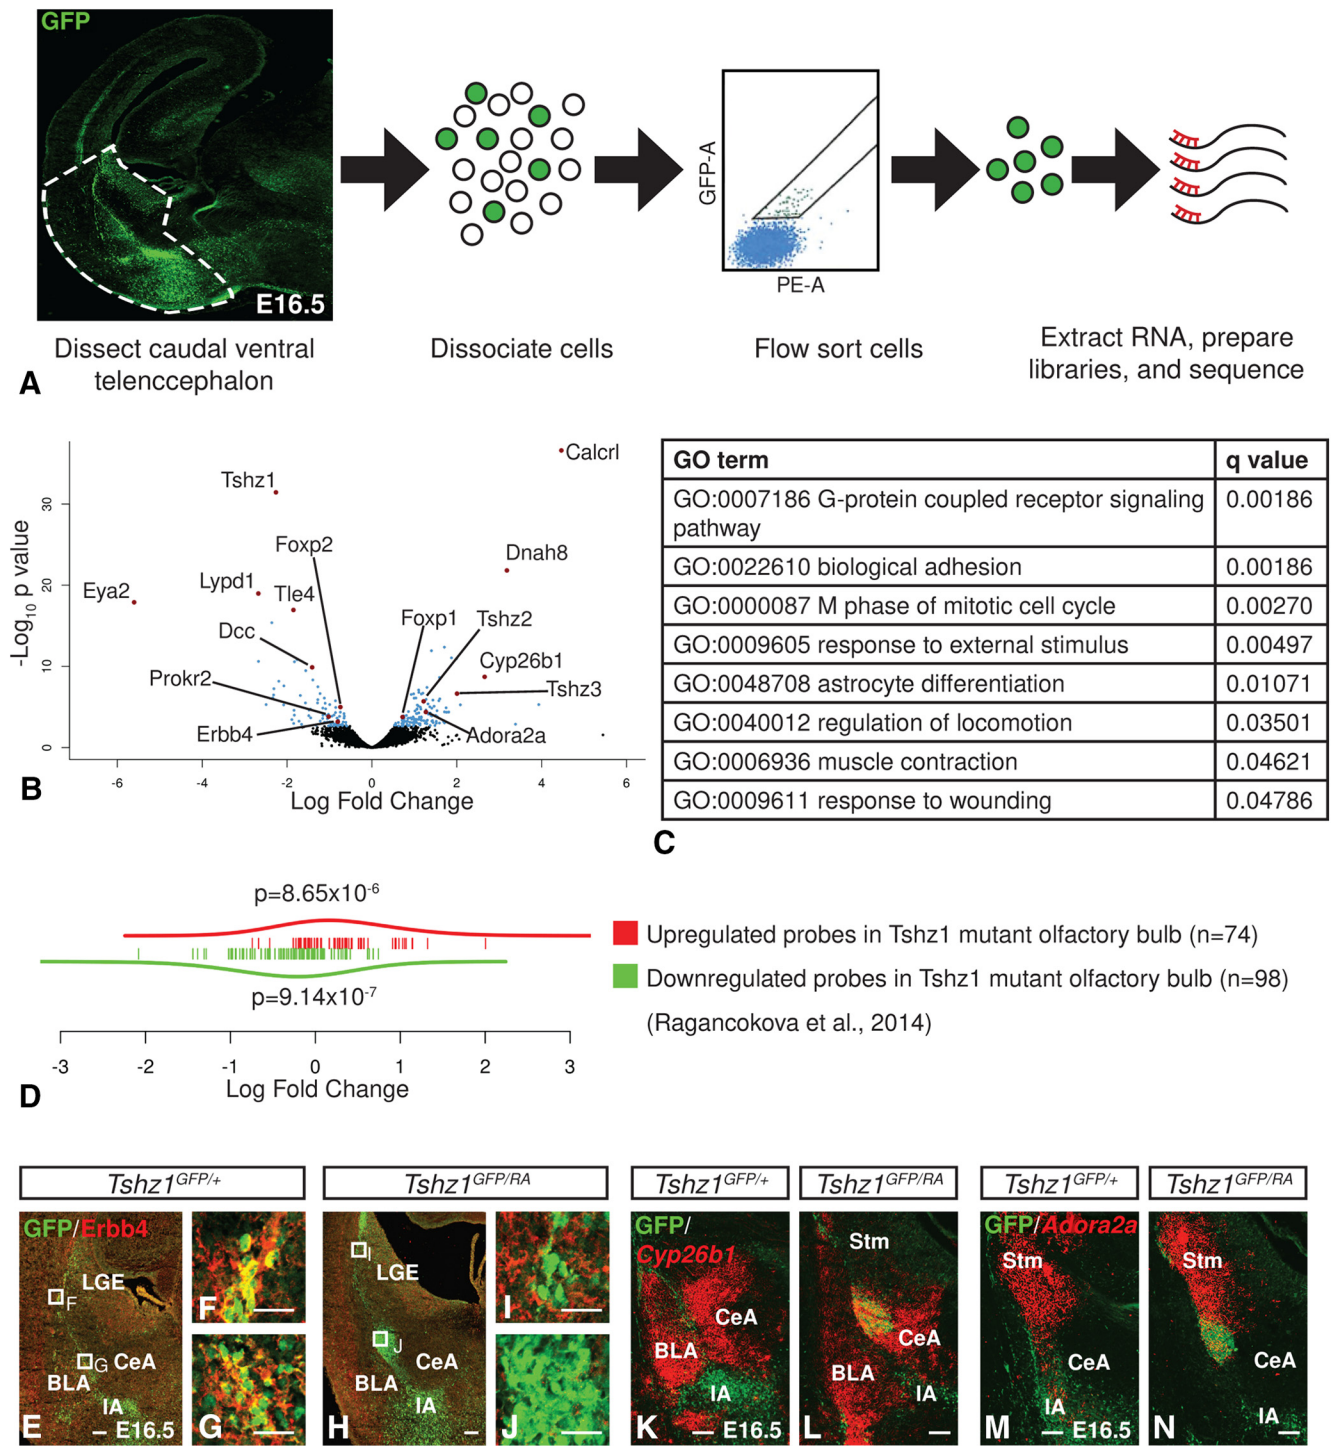 GFP
E16.5
GFP-A
PE-A
Dissect caudal ventral
telenccephalon
Dissociate cells
Flow sort cells
Extract RNA, prepare
libraries, and sequence
A
-Log10 p value
0
10
20
30
Calcrl
Tshz1
Foxp2
Dnah8
Eya2
Lypd1
Tle4
Dcc
Foxp1
Tshz2
Cyp26b1
Prokr2
Tshz3
Erbb4
Adora2a
-6 -4 -2 0 2 4 6
Log Fold Change
B
GO term q value
GO:0007186 G-protein coupled receptor signaling 0.00186
pathway
GO:0022610 biological adhesion 0.00186
GO:0000087 M phase of mitotic cell cycle 0.00270
GO:0009605 response to external stimulus 0.00497
GO:0048708 astrocyte differentiation 0.01071
GO:0040012 regulation of locomotion 0.03501
GO:0006936 muscle contraction 0.04621
GO:0009611 response to wounding 0.04786
C
p=8.65x10-6
p=9.14x10-7
-3 -2 -1 0 1 2 3
Log Fold Change
D
Upregulated probes in Tshz1 mutant olfactory bulb (n=74)
Downregulated probes in Tshz1 mutant olfactory bulb (n=98)
(Ragancokova et al., 2014)
Tshz1GFP/+
Tshz1GFP/RA
Tshz1GFP/+
Tshz1GFP/RA
Tshz1GFP/+
Tshz1GFP/RA
GFP/Erbb4
LGE
F
G
CeA
BLA
IA
E
E16.5
F
G
I
LGE
J
CeA
BLA
IA
H
I
J
GFP/
Cyp26b1
CeA
BLA
IA
K
E16.5
Stm
CeA
BLA
IA
L
GFP/Adora2a
Stm
CeA
IA
M
E16.5
CeA
IA
N